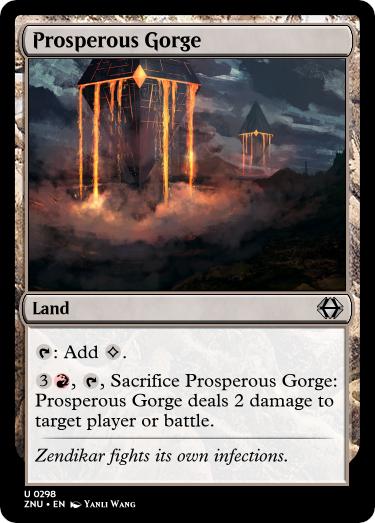 Prosperous Gorge
Land
: Add .
3 , , Sacrifice Prosperous Gorge:
Prosperous Gorge deals 2 damage to
target player or battle.
Zendikar fights its own infections.
U 0298
ZNU • EN Yanli Wang